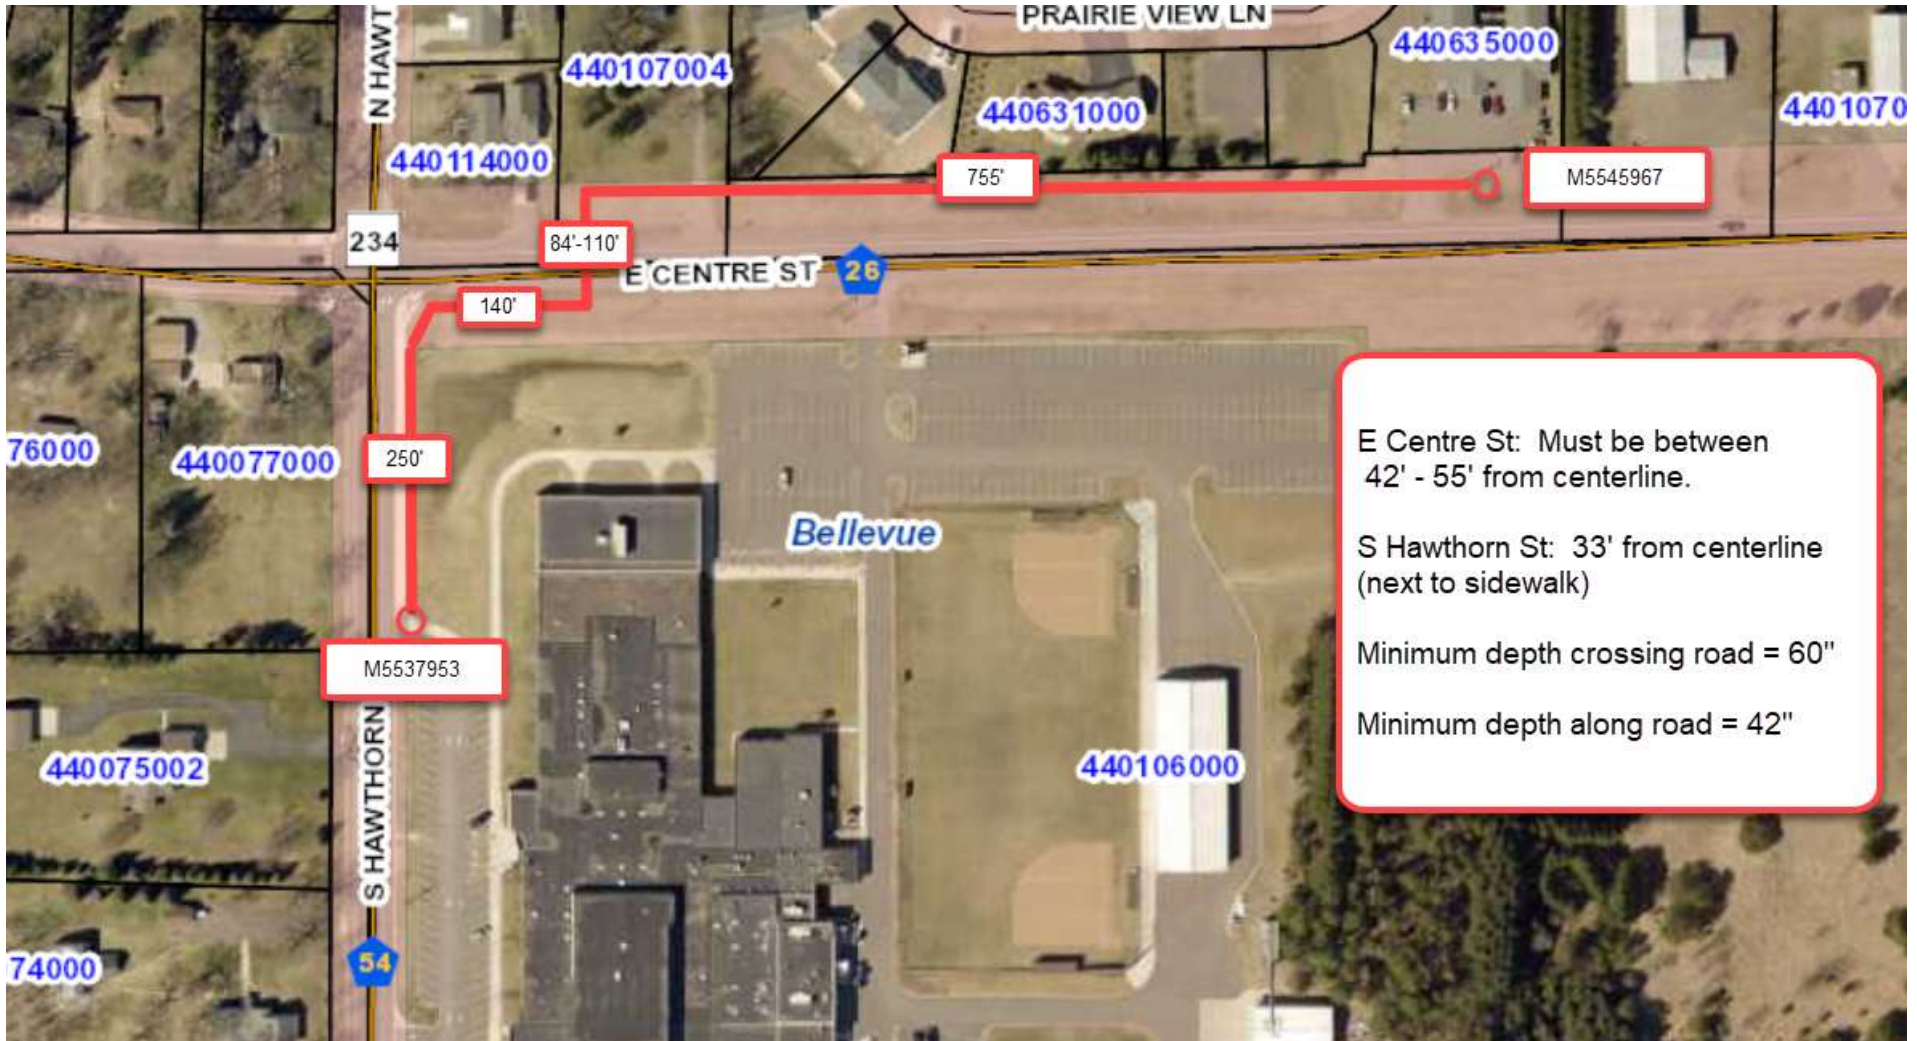 PRAIRIE VIEW LN
N HAWT
440107004
440635000
440631000
4401070
440114000
755'
M5545967
234
84'-110'
E CENTRE ST
26
140'
76000
440077000
250'
E Centre St:  Must be between
42' - 55' from centerline.
S Hawthorn St:  33' from centerline
(next to sidewalk)
Minimum depth crossing road = 60"
Minimum depth along road = 42"
Bellevue
M5537953
440075002
S HAWTHORN
440106000
74000
54